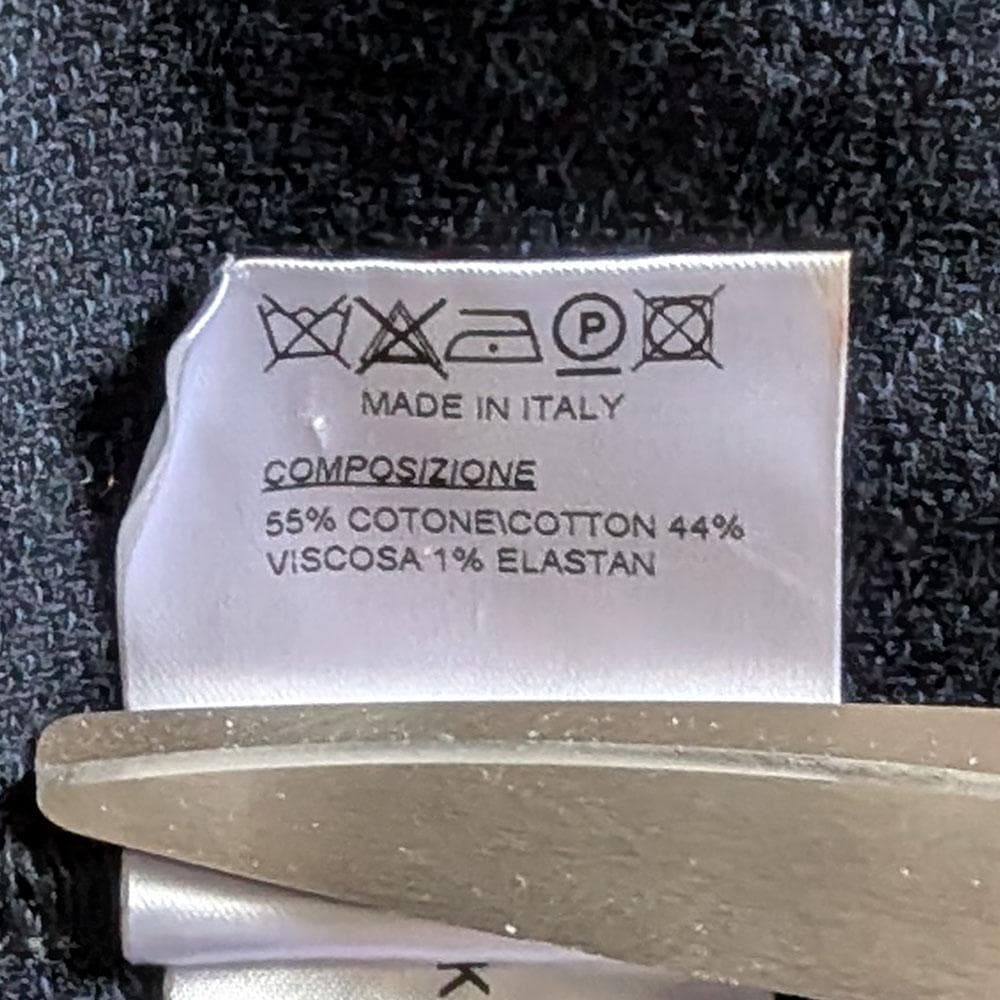 P
MADE IN ITALY
COMPOSIZIONE
55% COTONE\COTTON 44%
VISCOSA 1% ELASTAN
K